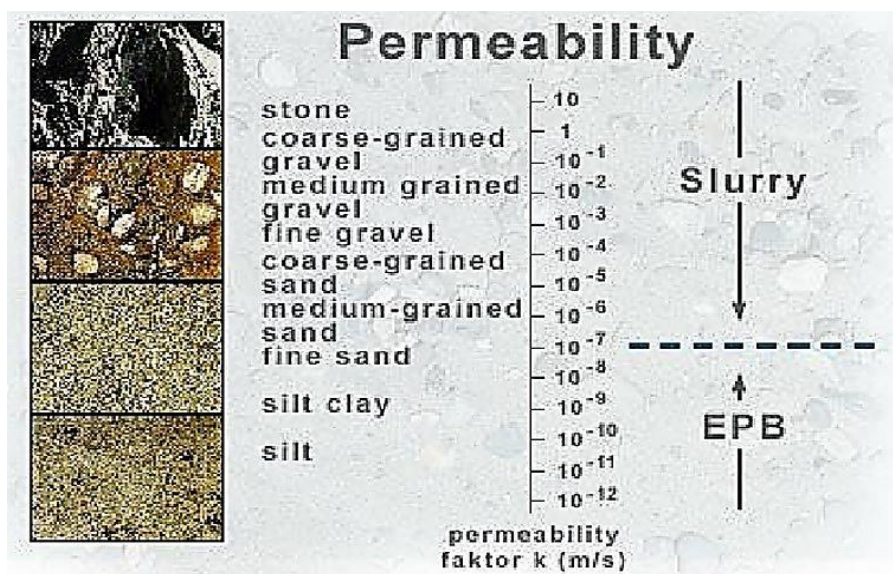 Permeability
stone
coarse-grained
gravel
medium grained
gravel
fine gravel
coarse-grained
sand
medium-grained
sand
fine sand
silt clay
silt
10
1
10⁻¹
10⁻²
10⁻³
10⁻⁴
10⁻⁵
10⁻⁶
10⁻⁷
10⁻⁸
10⁻⁹
10⁻¹⁰
10⁻¹¹
10⁻¹²
permeability
faktor k (m/s)
Slurry
EPB